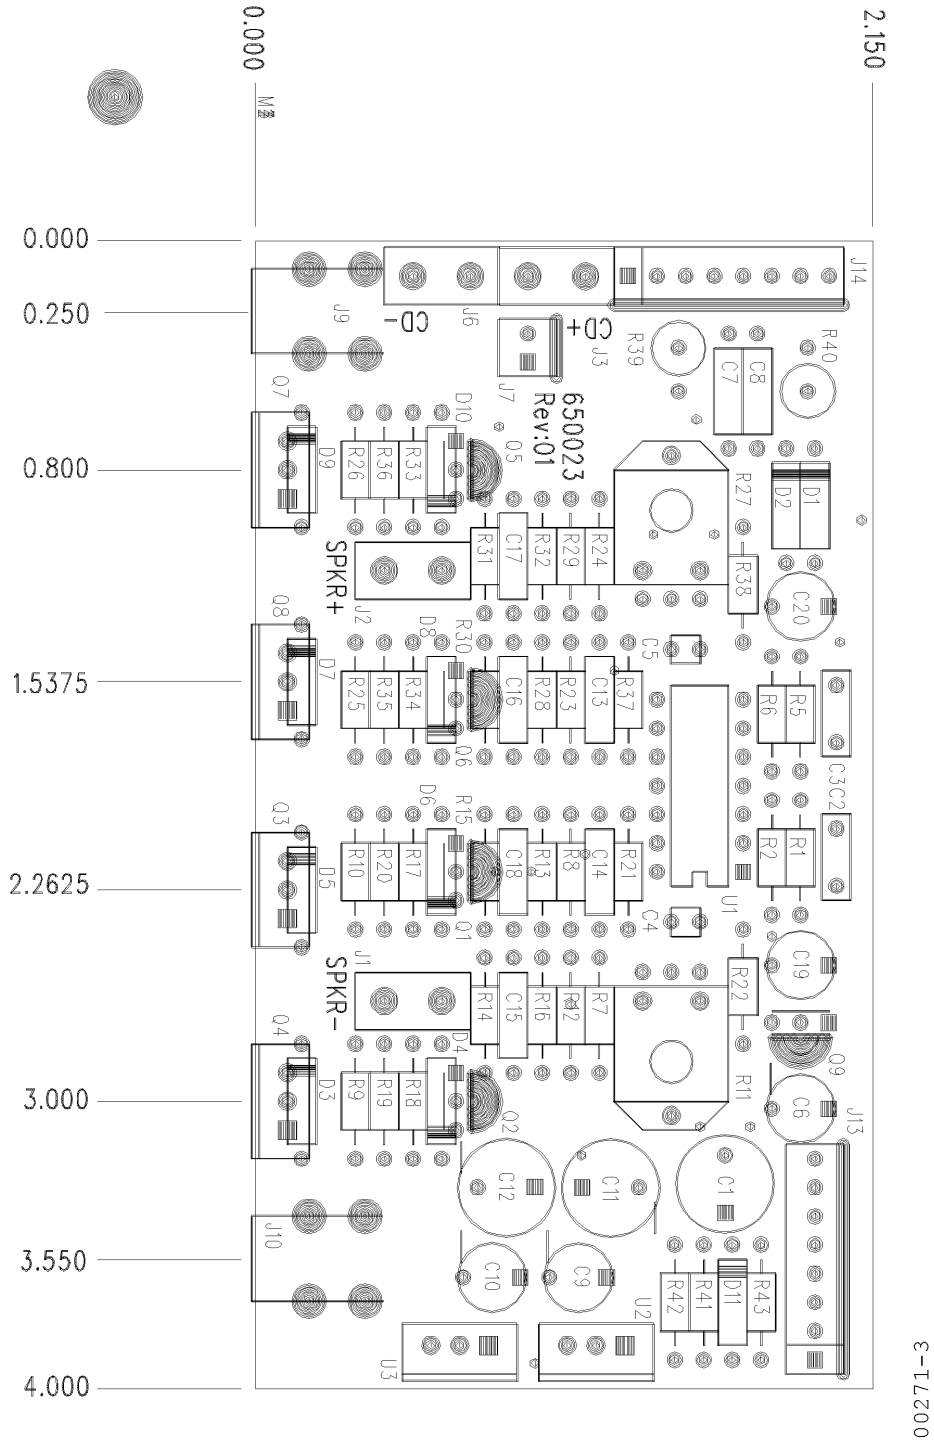 0.000
2.150
0.000
J14
0.250
J9
CD-
J6
CD+
J3
R39
R40
C7
C8
Q7
D10
J7
650023
Rev:01
Q5
D9
R26
R36
R33
0.800
R27
D2
D1
SPKR+
J2
R31
C17
R32
R29
R24
R38
C20
Q8
D8
R30
C5
D7
1.5375
R25
R35
R34
C16
R28
R23
C13
R37
R6
R5
Q6
C3
C2
D6
R15
Q3
D5
R10
R20
R17
C18
R13
R8
C14
R21
R2
R1
2.2625
U1
Q1
C4
SPKR-
J1
C19
R22
R14
C15
R16
R12
R7
Q4
D4
Q9
D3
R9
R19
R18
3.000
Q2
R11
C6
J13
C12
C11
C1
J10
3.550
C10
C9
R42
R41
D11
R43
U3
U2
4.000
000271-3